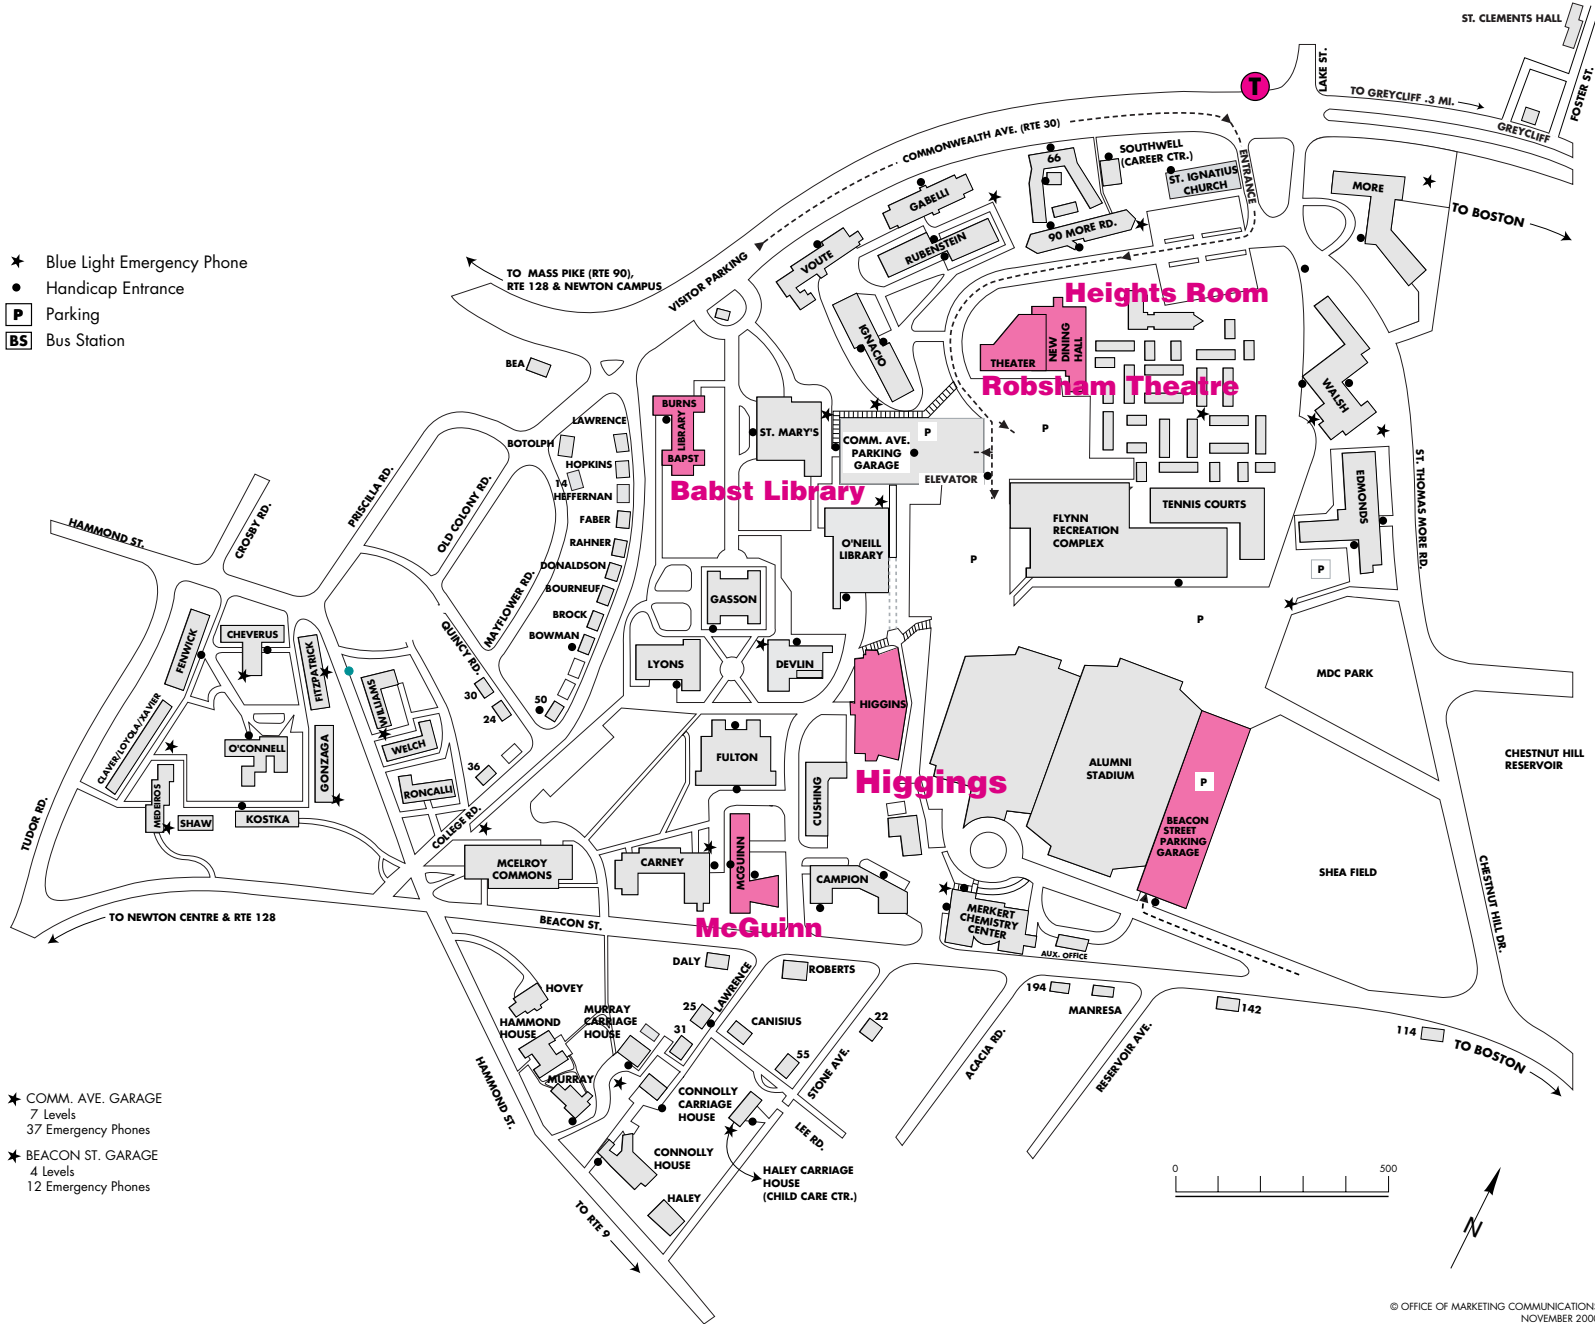 ST. CLEMENTS HALL
LAKE ST.
FOSTER ST.
T
TO GREYCLIFF .3 MI.
GREYCLIFF
COMMONWEALTH AVE. (RTE 30)
66
SOUTHWELL
(CAREER CTR.)
ST. IGNATIUS
CHURCH
ENTRANCE
MORE
TO BOSTON
GABELLI
90 MORE RD.
RUBENSTEIN
VOUTE
Blue Light Emergency Phone
Handicap Entrance
P Parking
BS Bus Station
TO MASS PIKE (RTE 90),
RTE 128 & NEWTON CAMPUS
VISITOR PARKING
Heights Room
IGNACIO
THEATER
NEW
DINING
HALL
Robsham Theatre
BEA
WALSH
BURNS
LIBRARY
BAPST
Babst Library
ST. MARY'S
COMM. AVE.
PARKING
GARAGE
P
P
ELEVATOR
LAWRENCE
BOTOLPH
HOPKINS
14
HEFFERNAN
FABER
RAHNER
DONALDSON
BOURNEUF
BROCK
BOWMAN
PRISCILLA RD.
OLD COLONY RD.
MAYFLOWER RD.
QUINCY RD.
HAMMOND ST.
CROSBY RD.
O'NEILL
LIBRARY
P
FLYNN
RECREATION
COMPLEX
TENNIS COURTS
EDMONDS
P
P
ST. THOMAS MORE RD.
GASSON
LYONS
DEVLIN
HIGGINS
Higgings
FENWICK
CHEVERUS
FITZPATRICK
WILLIAMS
WELCH
RONCALLI
30
24
50
36
CLAVER/LOYOLA/XAVIER
O'CONNELL
GONZAGA
MEDEIROS
SHAW
KOSTKA
TUDOR RD.
COLLEGE RD.
FULTON
CUSHING
ALUMNI
STADIUM
P
BEACON
STREET
PARKING
GARAGE
MDC PARK
CHESTNUT HILL
RESERVOIR
SHEA FIELD
CHESTNUT HILL DR.
MCELROY
COMMONS
CARNEY
MCGUINN
McGuinn
CAMPION
MERKERT
CHEMISTRY
CENTER
AUX. OFFICE
TO NEWTON CENTRE & RTE 128
BEACON ST.
DALY
ROBERTS
LAWRENCE
HOVEY
HAMMOND
HOUSE
MURRAY
CARRIAGE
HOUSE
25
31
CANISIUS
22
55
STONE AVE.
194
MANRESA
142
114
TO BOSTON
ACACIA RD.
RESERVOIR AVE.
HAMMOND ST.
MURRAY
CONNOLLY
CARRIAGE
HOUSE
LEE RD.
CONNOLLY
HOUSE
HALEY CARRIAGE
HOUSE
(CHILD CARE CTR.)
HALEY
TO RTE 9
COMM. AVE. GARAGE
7 Levels
37 Emergency Phones
BEACON ST. GARAGE
4 Levels
12 Emergency Phones
0 500
N
© OFFICE OF MARKETING COMMUNICATION
NOVEMBER 200